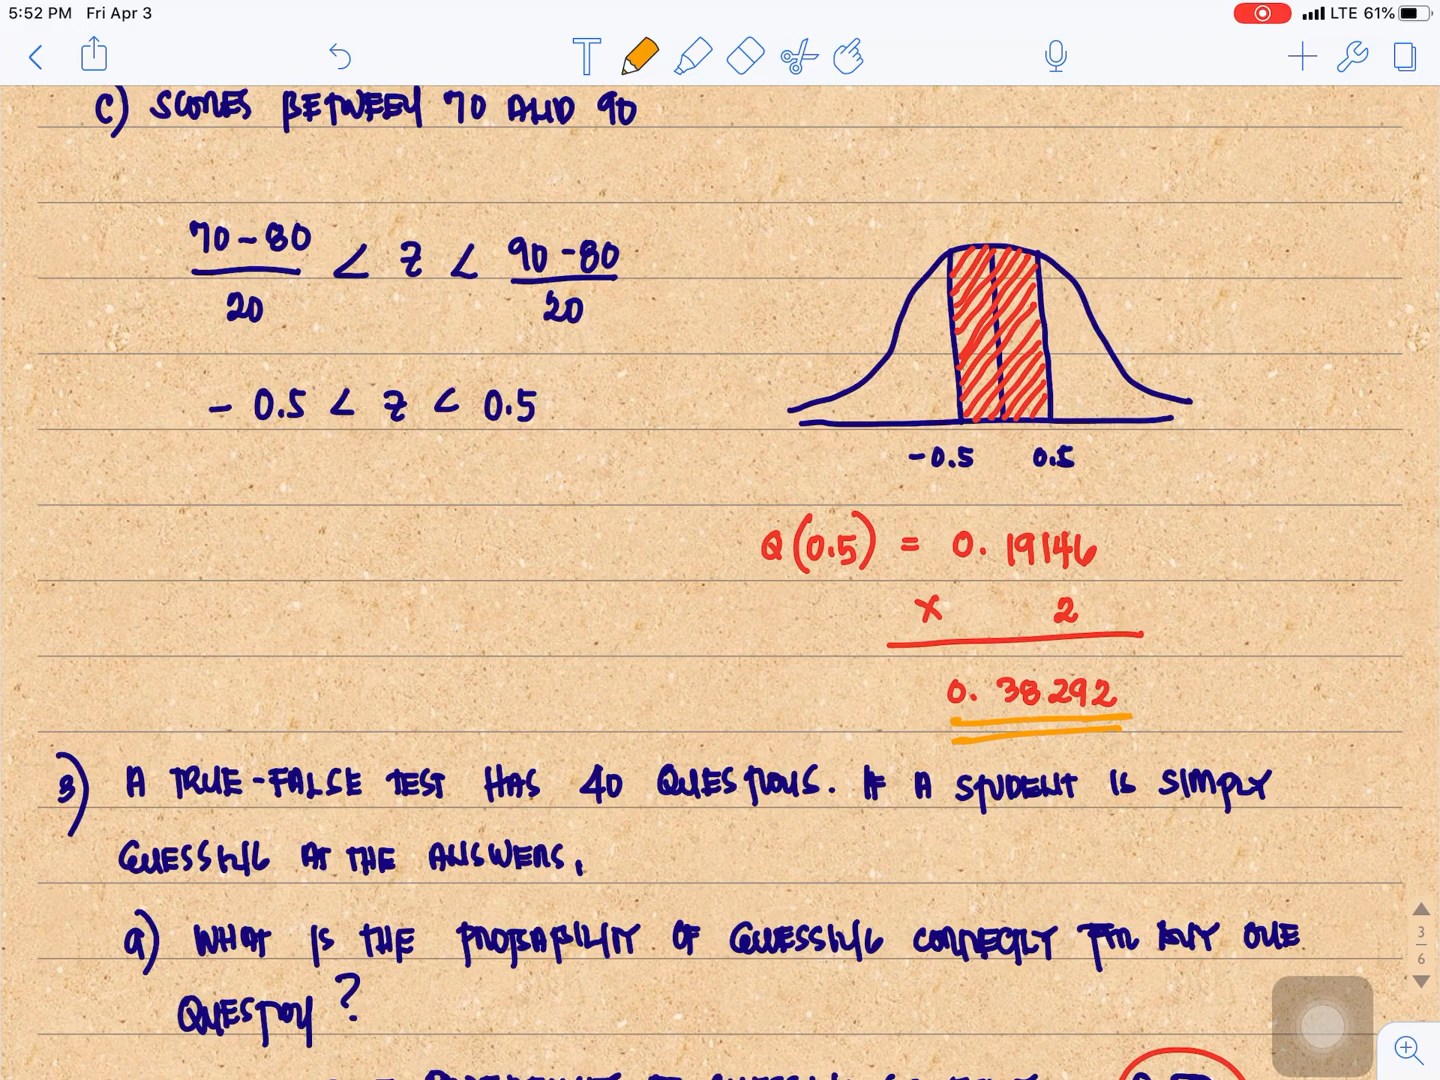 5:52 PM Fri Apr 3
LTE 61%
T
C) SCORES BETWEEN 70 AND 90
70 - 80 < Z < 90 - 80
20 20
- 0.5 < Z < 0.5
-0.5 0.5
Q(0.5) = 0.19146
x 2
0.38292
3) A TRUE-FALSE TEST HAS 40 QUESTIONS. IF A STUDENT IS SIMPLY
GUESSING AT THE ANSWERS,
a) WHAT IS THE PROBABILITY OF GUESSING CORRECTLY FOR ANY ONE
QUESTION?
3
6